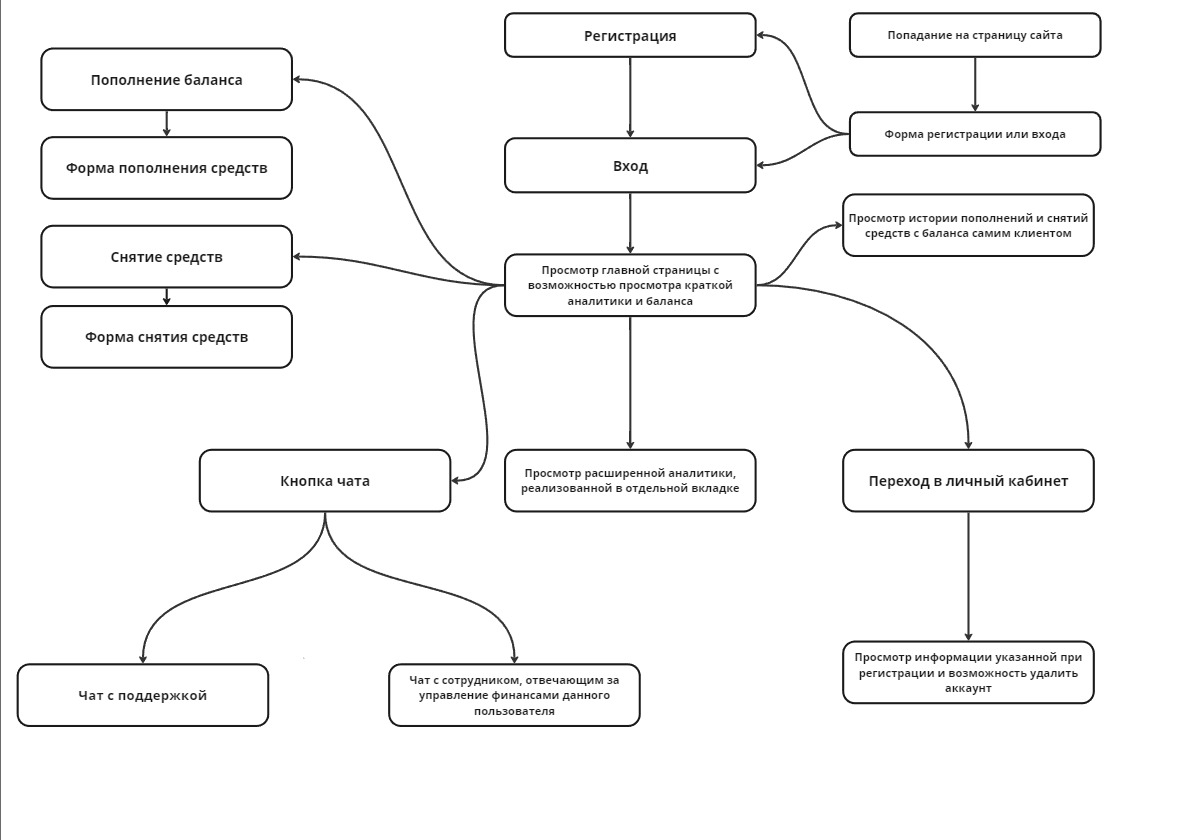 Регистрация
Попадание на страницу сайта
Пополнение баланса
Форма регистрации или входа
Форма пополнения средств
Вход
Просмотр истории пополнений и снятий
средств с баланса самим клиентом
Снятие средств
Просмотр главной страницы с
возможностью просмотра краткой
аналитики и баланса
Форма снятия средств
Кнопка чата
Просмотр расширенной аналитики,
реализованной в отдельной вкладке
Переход в личный кабинет
Чат с поддержкой
Чат с сотрудником, отвечающим за
управление финансами данного
пользователя
Просмотр информации указанной при
регистрации и возможность удалить
аккаунт